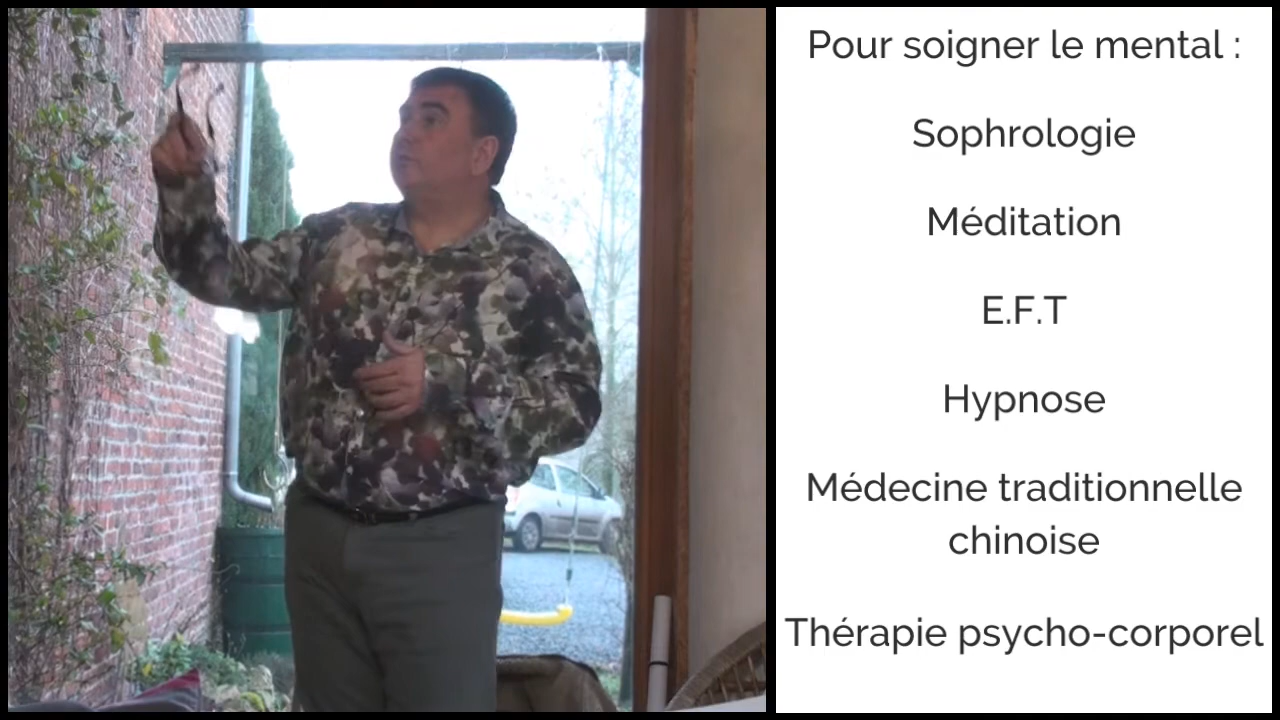 Pour soigner le mental :
Sophrologie
Méditation
E.F.T
Hypnose
Médecine traditionnelle
chinoise
Thérapie psycho-corporel